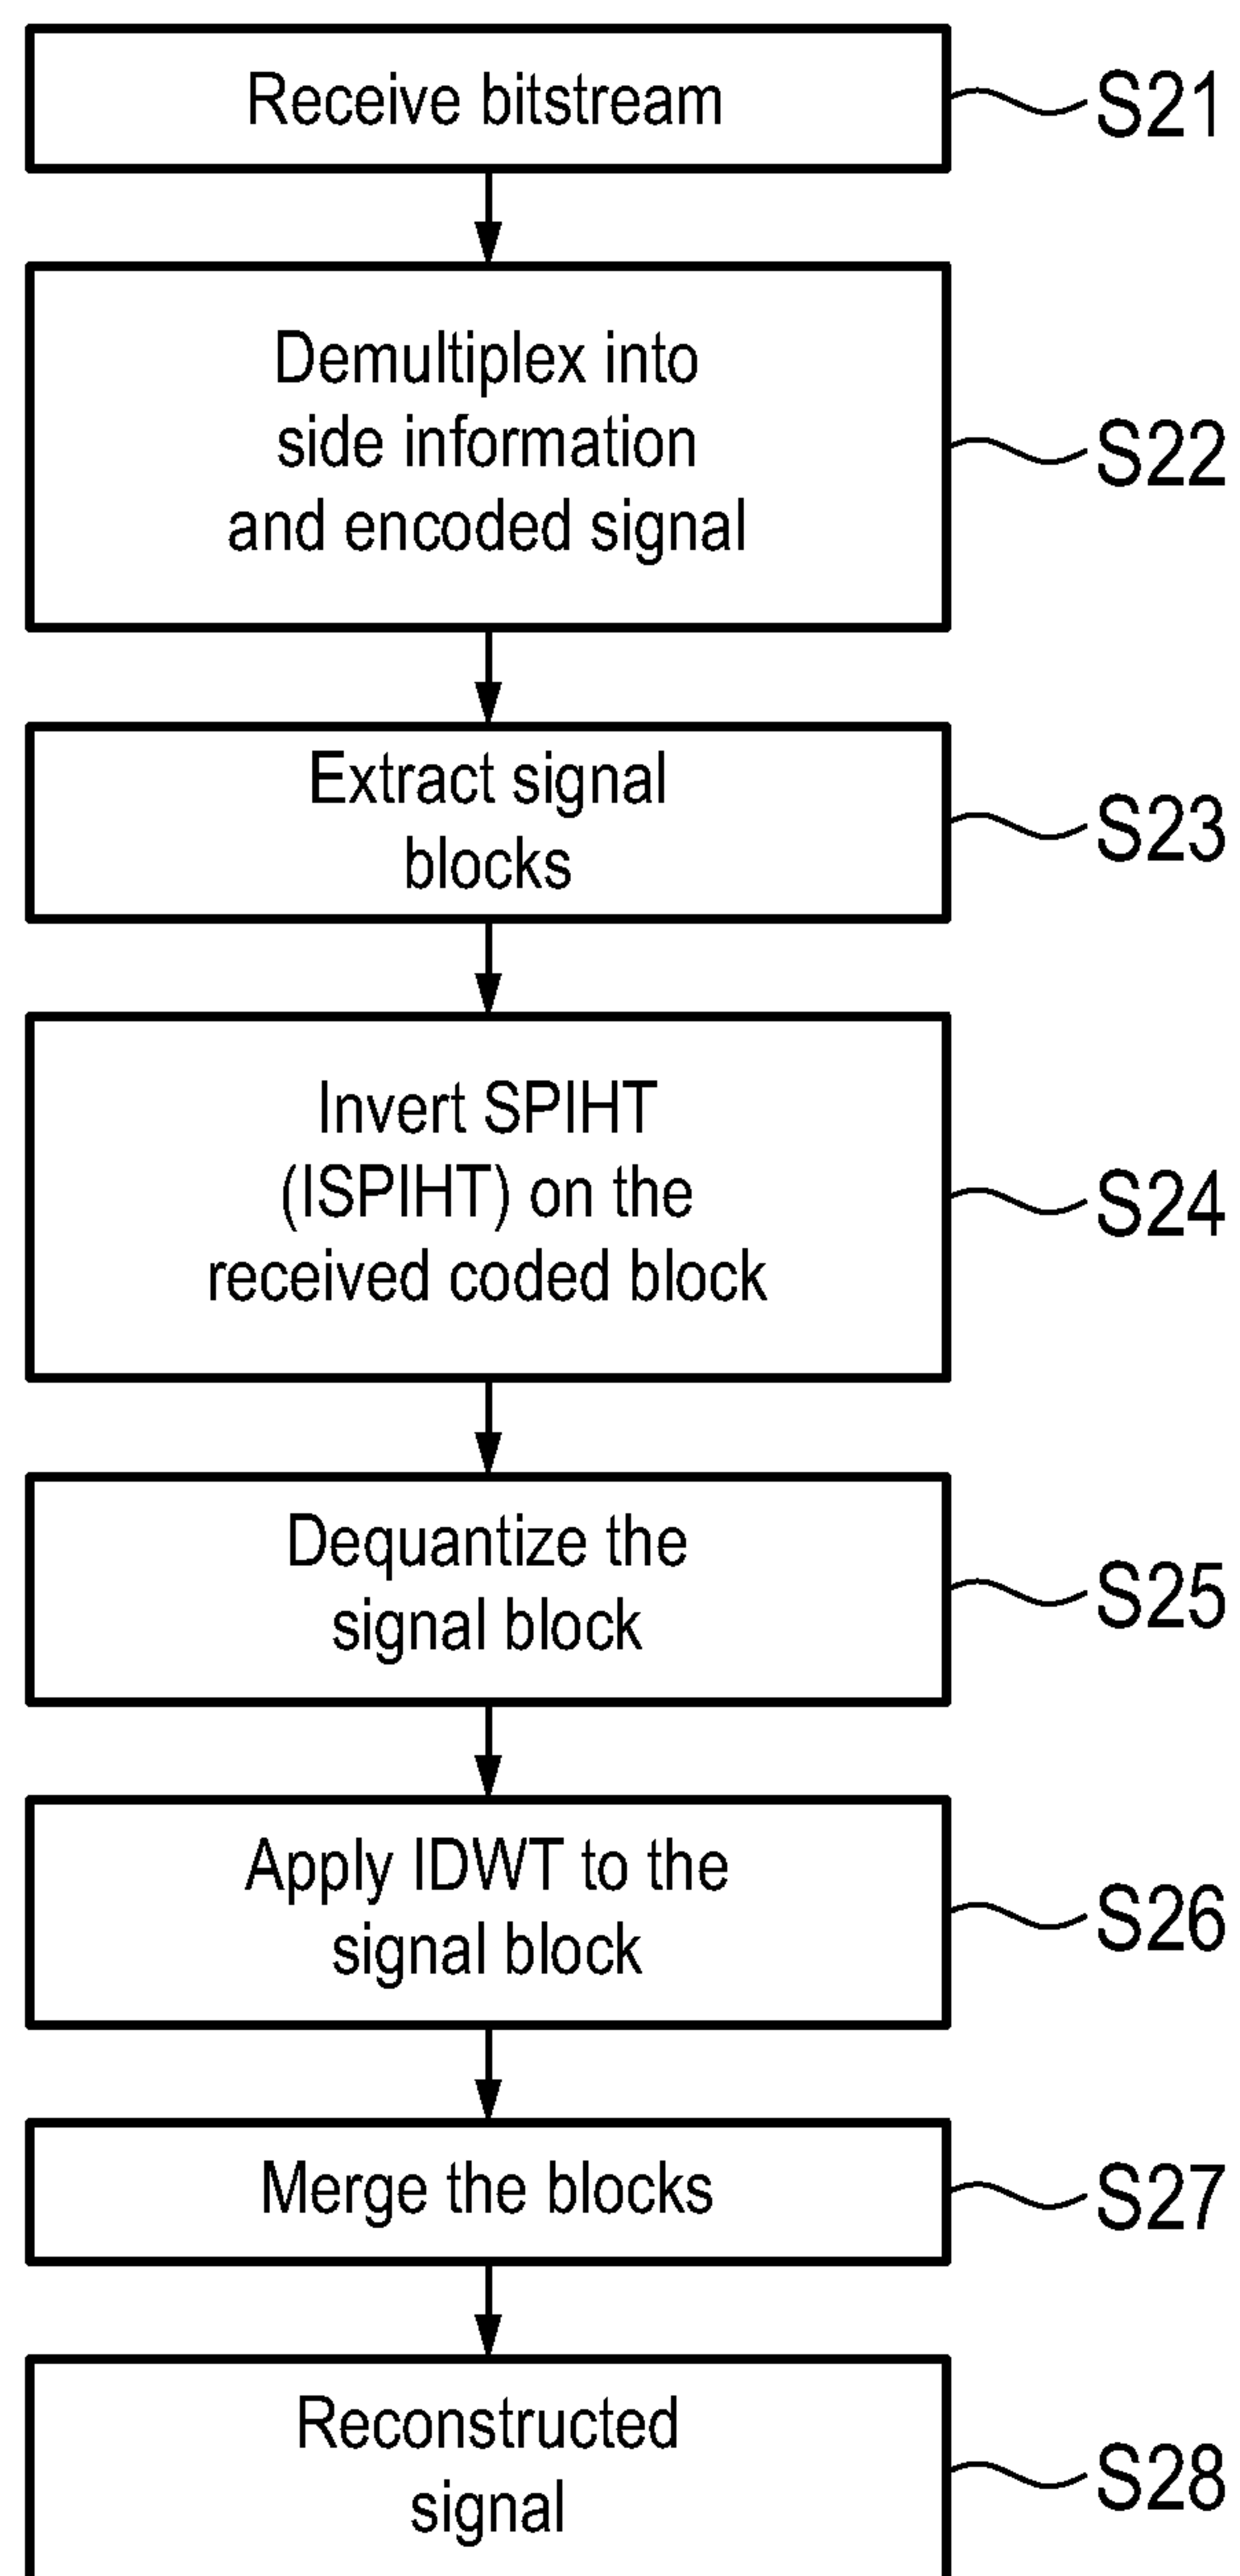 Receive bitstream
S21
Demultiplex into
side information
and encoded signal
S22
Extract signal
blocks
S23
Invert SPIHT
(ISPIHT) on the
received coded block
S24
Dequantize the
signal block
S25
Apply IDWT to the
signal block
S26
Merge the blocks
S27
Reconstructed
signal
S28